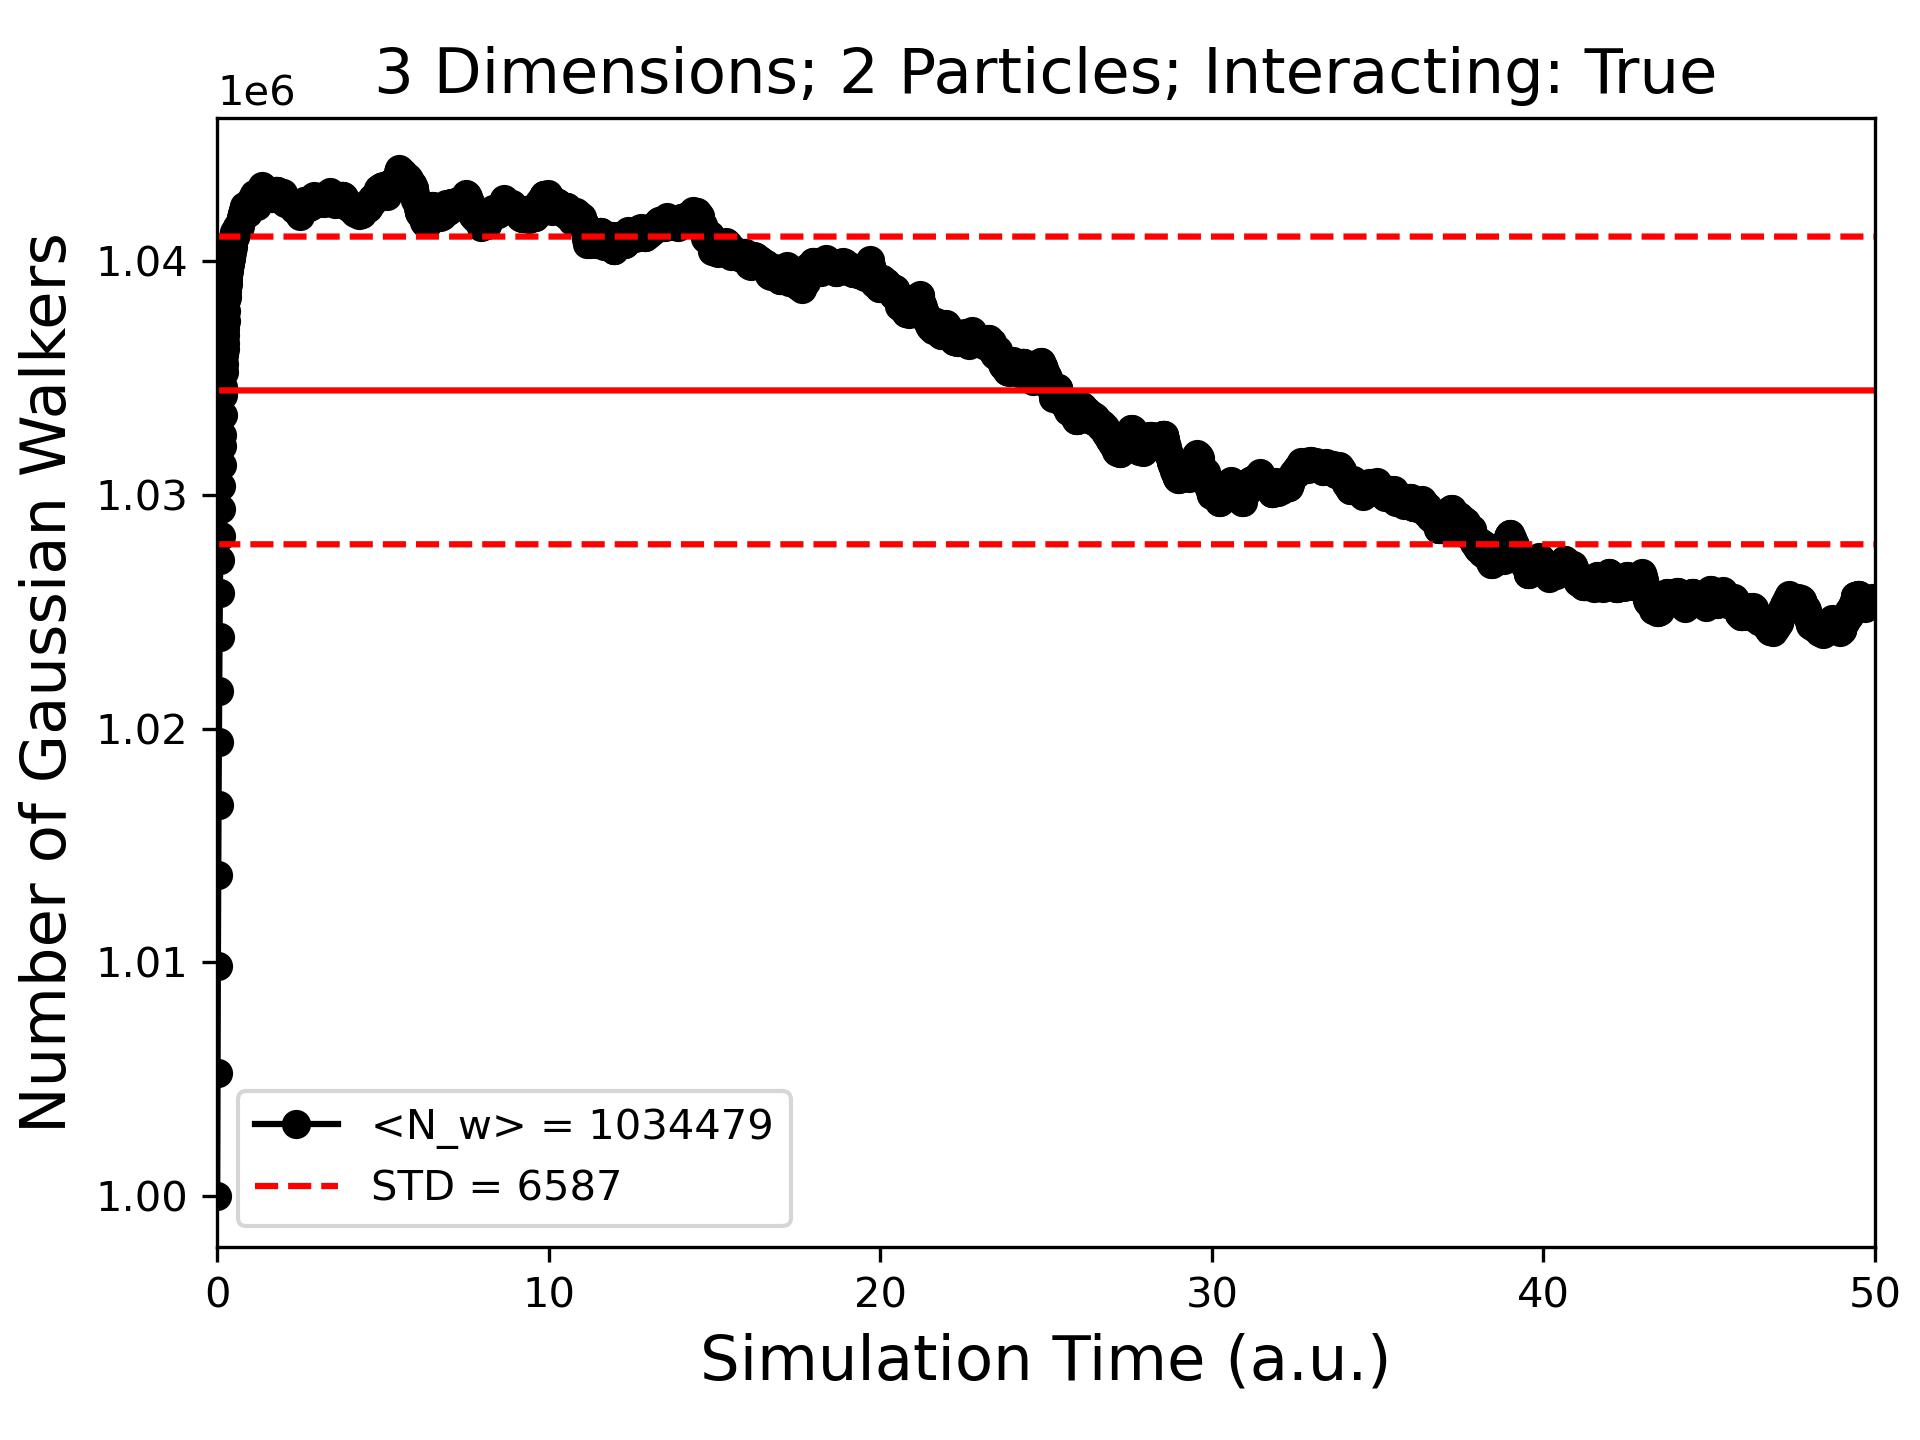 3 Dimensions; 2 Particles; Interacting: True
1e6
Number of Gaussian Walkers
1.04
1.03
1.02
1.01
1.00
<N_w> = 1034479
STD = 6587
0 10 20 30 40 50
Simulation Time (a.u.)